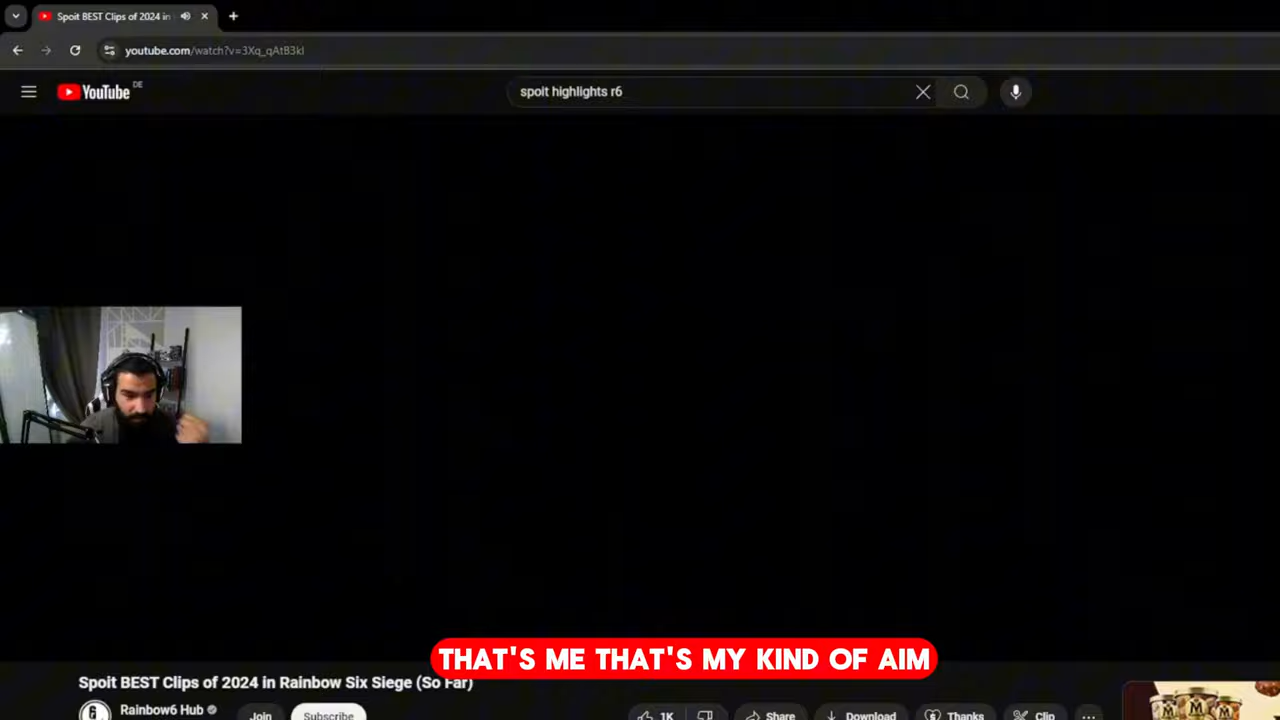 Spoit BEST Clips of 2024 in
youtube.com/watch?v=3Xq_qAtB3kI
YouTube DE
spoit highlights r6
THAT'S ME THAT'S MY KIND OF AIM
Spoit BEST Clips of 2024 in Rainbow Six Siege (So Far)
Rainbow6 Hub
Join
Subscribe
1K
Share
Download
Thanks
Clip